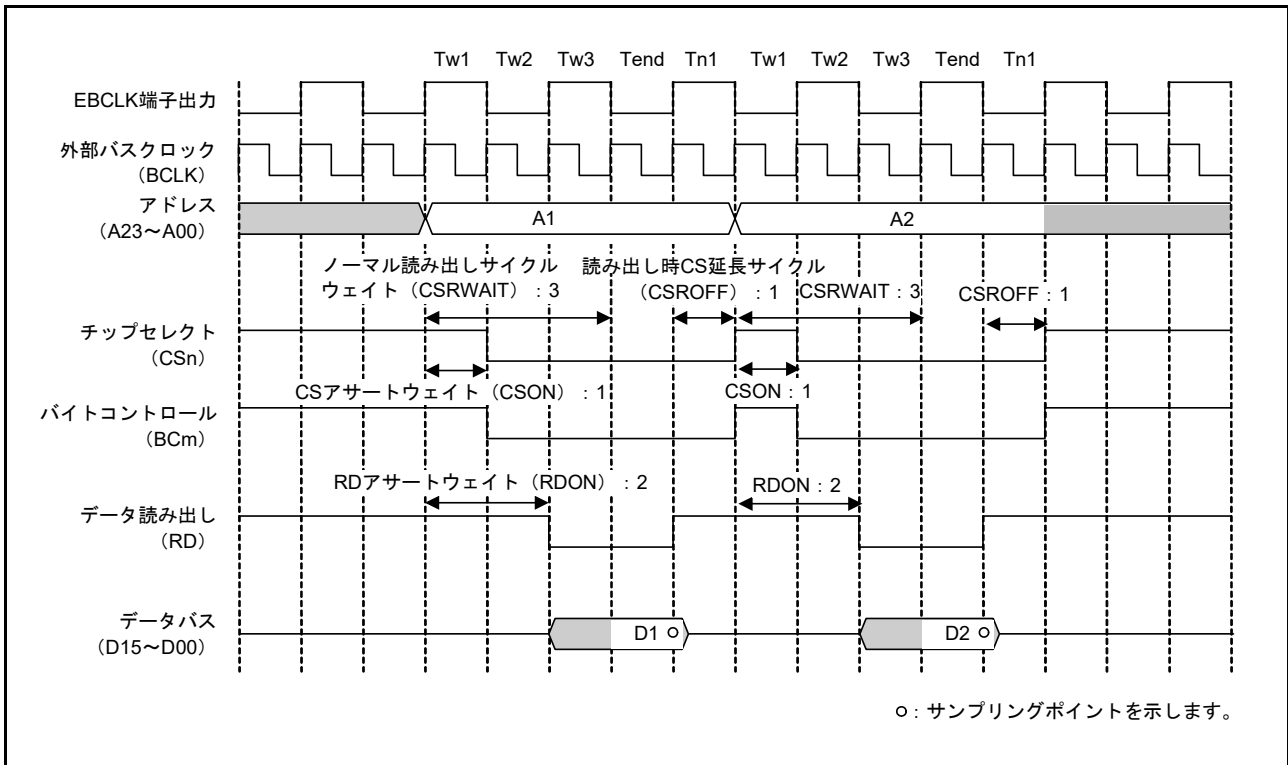 Tw1 Tw2 Tw3 Tend Tn1 Tw1 Tw2 Tw3 Tend Tn1
EBCLK端子出力
外部バスクロック
（BCLK）
アドレス
（A23～A00）
A1 A2
ノーマル読み出しサイクル
ウェイト（CSRWAIT）：3
読み出し時CS延長サイクル
（CSROFF）：1
CSRWAIT：3
CSROFF：1
チップセレクト
（CSn）
CSアサートウェイト（CSON）：1
CSON：1
バイトコントロール
（BCm）
RDアサートウェイト（RDON）：2
RDON：2
データ読み出し
（RD）
データバス
（D15～D00）
D1 D2
○：サンプリングポイントを示します。